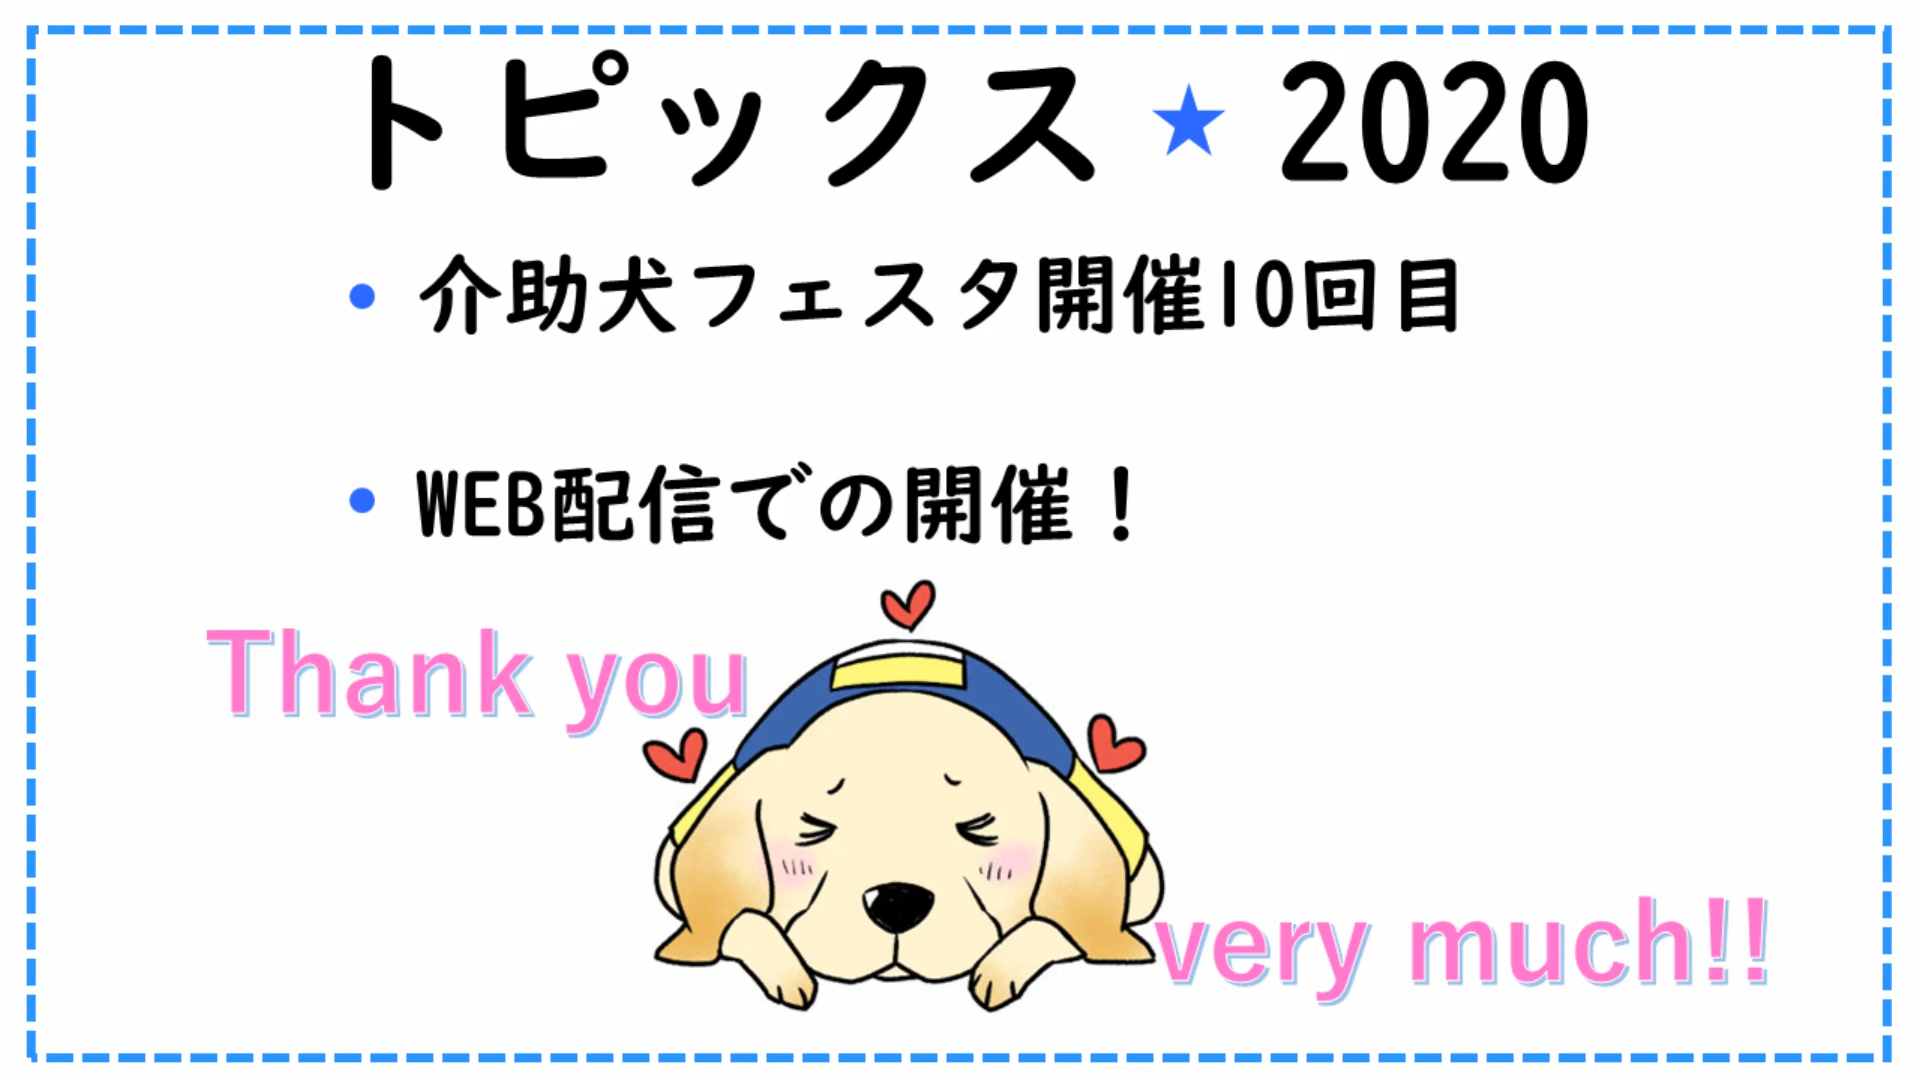 トピックス★2020
• 介助犬フェスタ開催10回目
• WEB配信での開催！
Thank you
very much!!